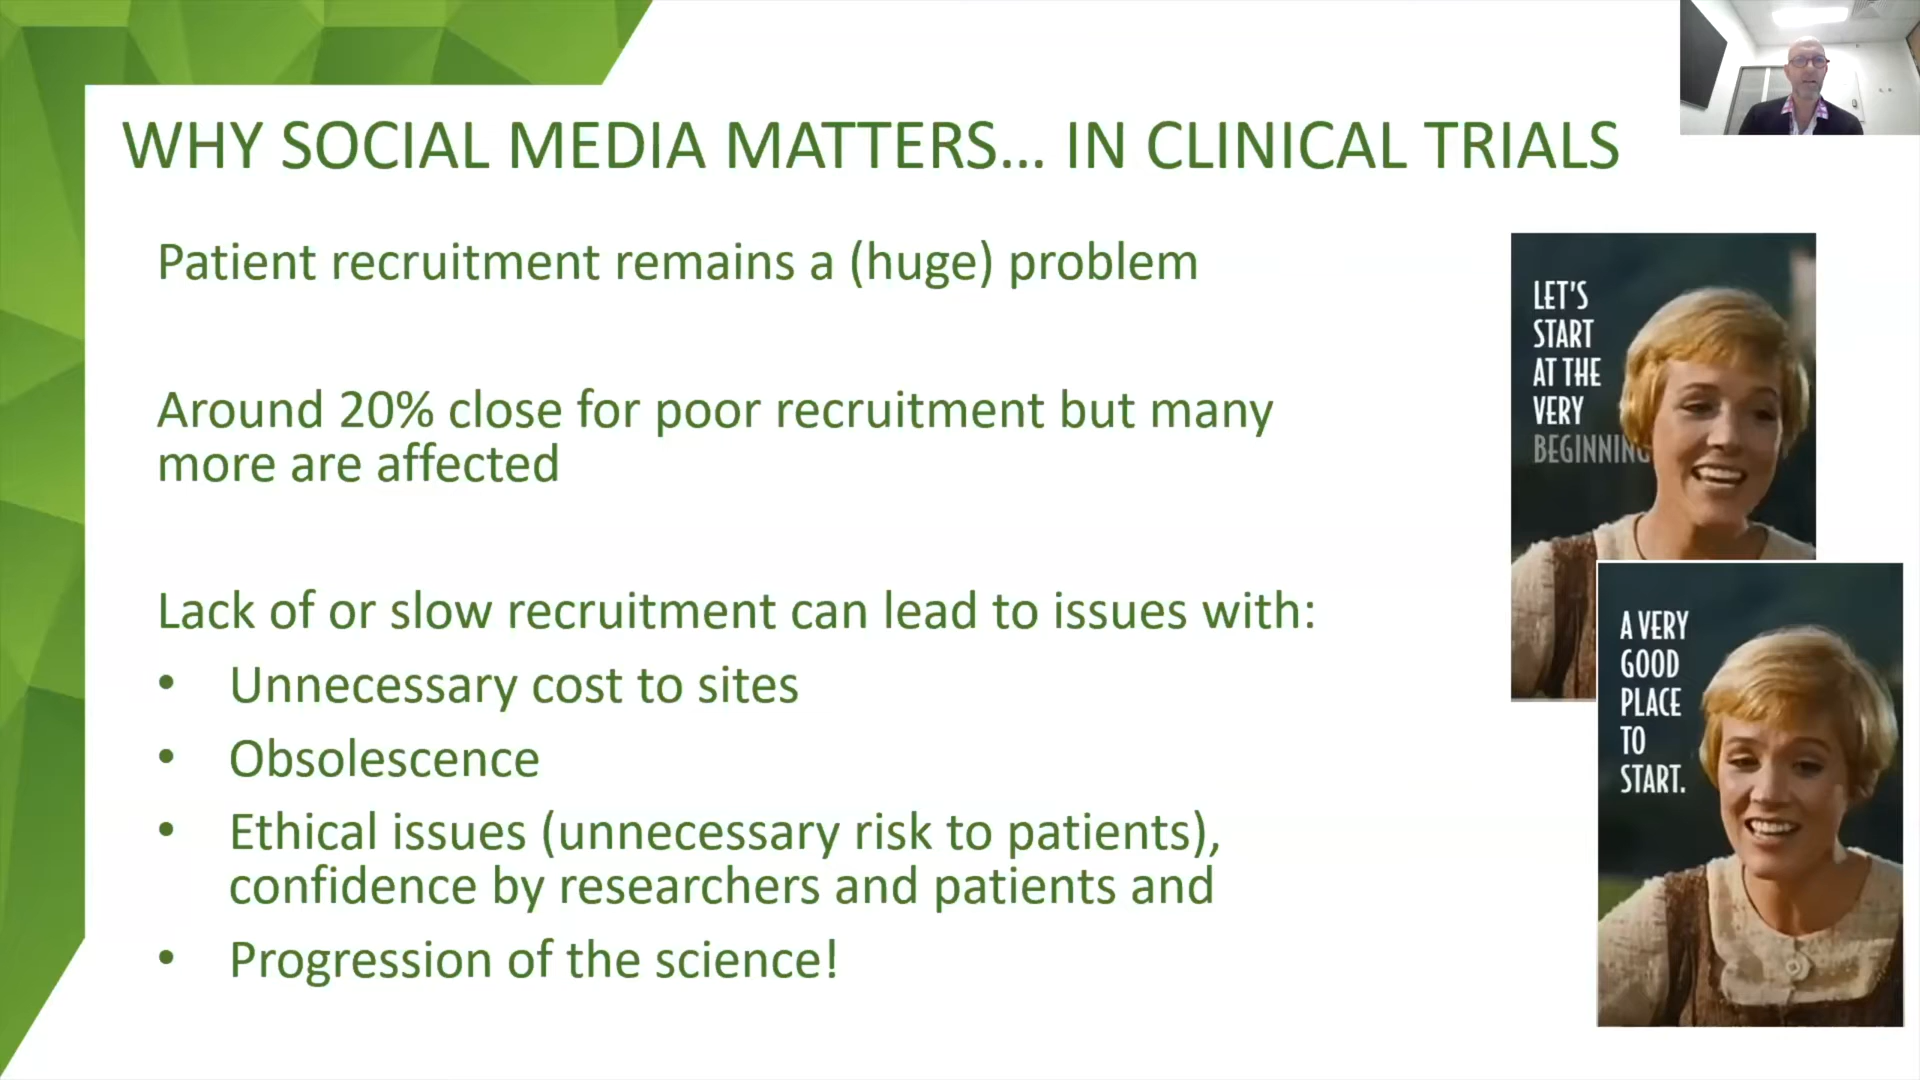 WHY SOCIAL MEDIA MATTERS... IN CLINICAL TRIALS
Patient recruitment remains a (huge) problem
Around 20% close for poor recruitment but many
more are affected
Lack of or slow recruitment can lead to issues with:
• Unnecessary cost to sites
• Obsolescence
• Ethical issues (unnecessary risk to patients),
confidence by researchers and patients and
• Progression of the science!
LET'S
START
AT THE
VERY
BEGINNING
A VERY
GOOD
PLACE
TO
START.